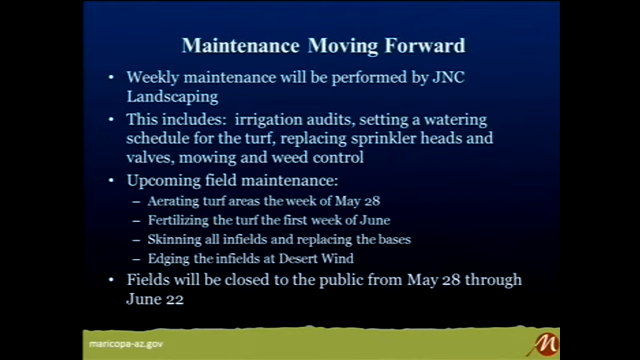 Maintenance Moving Forward
• Weekly maintenance will be performed by JNC
Landscaping
• This includes: irrigation audits, setting a watering
schedule for the turf, replacing sprinkler heads and
valves, mowing and weed control
• Upcoming field maintenance:
– Aerating turf areas the week of May 28
– Fertilizing the turf the first week of June
– Skinning all infields and replacing the bases
– Edging the infields at Desert Wind
• Fields will be closed to the public from May 28 through
June 22
maricopa-az.gov
M